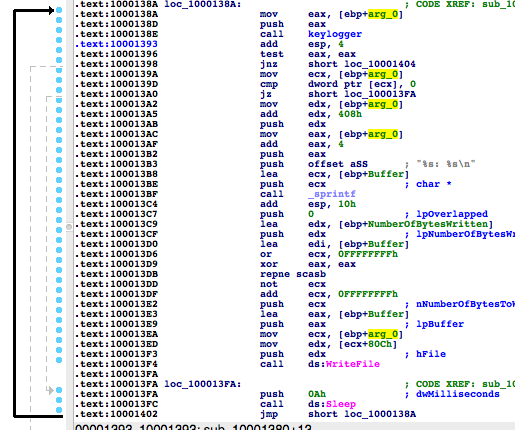 .text:1000138A loc_1000138A: ; CODE XREF: sub_10
.text:1000138A mov eax, [ebp+arg_0]
.text:1000138D push eax
.text:1000138E call keylogger
.text:10001393 add esp, 4
.text:10001396 test eax, eax
.text:10001398 jnz short loc_10001404
.text:1000139A mov ecx, [ebp+arg_0]
.text:1000139D cmp dword ptr [ecx], 0
.text:100013A0 jz short loc_100013FA
.text:100013A2 mov edx, [ebp+arg_0]
.text:100013A5 add edx, 408h
.text:100013AB push edx
.text:100013AC mov eax, [ebp+arg_0]
.text:100013AF add eax, 4
.text:100013B2 push eax
.text:100013B3 push offset aSS ; "%s: %s\n"
.text:100013B8 lea ecx, [ebp+Buffer]
.text:100013BE push ecx ; char *
.text:100013BF call _sprintf
.text:100013C4 add esp, 10h
.text:100013C7 push 0 ; lpOverlapped
.text:100013C9 lea edx, [ebp+NumberOfBytesWritten]
.text:100013CF push edx ; lpNumberOfBytesW
.text:100013D0 lea edi, [ebp+Buffer]
.text:100013D6 or ecx, 0FFFFFFFFh
.text:100013D9 xor eax, eax
.text:100013DB repne scasb
.text:100013DD not ecx
.text:100013DF add ecx, 0FFFFFFFFh
.text:100013E2 push ecx ; nNumberOfBytesToW
.text:100013E3 lea eax, [ebp+Buffer]
.text:100013E9 push eax ; lpBuffer
.text:100013EA mov ecx, [ebp+arg_0]
.text:100013ED mov edx, [ecx+80Ch]
.text:100013F3 push edx ; hFile
.text:100013F4 call ds:WriteFile
.text:100013FA
.text:100013FA loc_100013FA: ; CODE XREF: sub_10
.text:100013FA push 0Ah ; dwMilliseconds
.text:100013FC call ds:Sleep
.text:10001402 jmp short loc_1000138A
00001393 10001393: sub_10001380+13